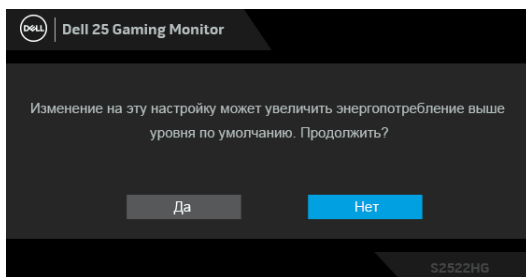 DELL Dell 25 Gaming Monitor
Изменение на эту настройку может увеличить энергопотребление выше
уровня по умолчанию. Продолжить?
Да Нет
S2522HG